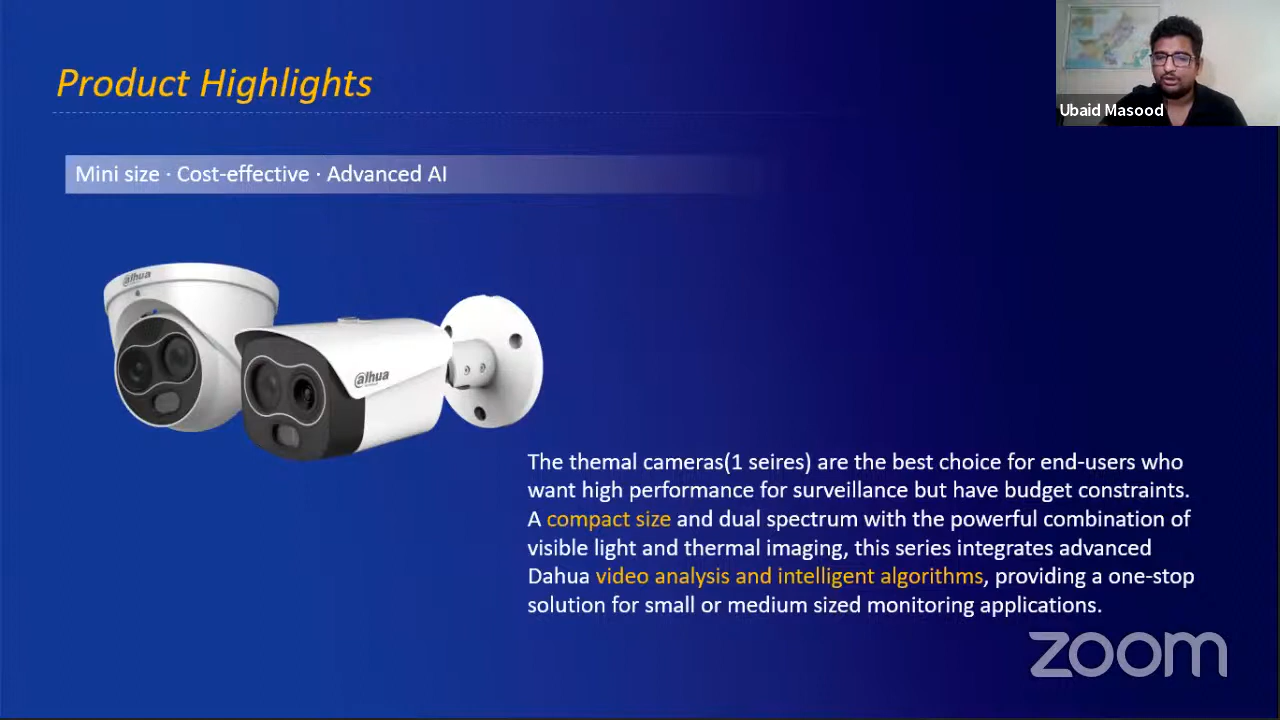 Product Highlights
Ubaid Masood
Mini size · Cost-effective · Advanced AI
alhua
alhua
The themal cameras(1 seires) are the best choice for end-users who
want high performance for surveillance but have budget constraints.
A compact size and dual spectrum with the powerful combination of
visible light and thermal imaging, this series integrates advanced
Dahua video analysis and intelligent algorithms, providing a one-stop
solution for small or medium sized monitoring applications.
zoom